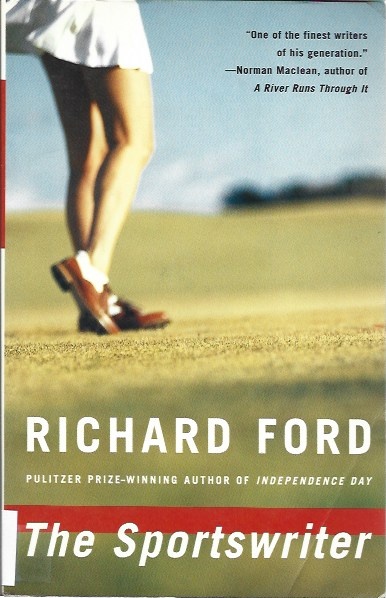 “One of the finest writers
of his generation.”
—Norman Maclean, author of
A River Runs Through It
RICHARD FORD
PULITZER PRIZE–WINNING AUTHOR OF INDEPENDENCE DAY
The Sportswriter